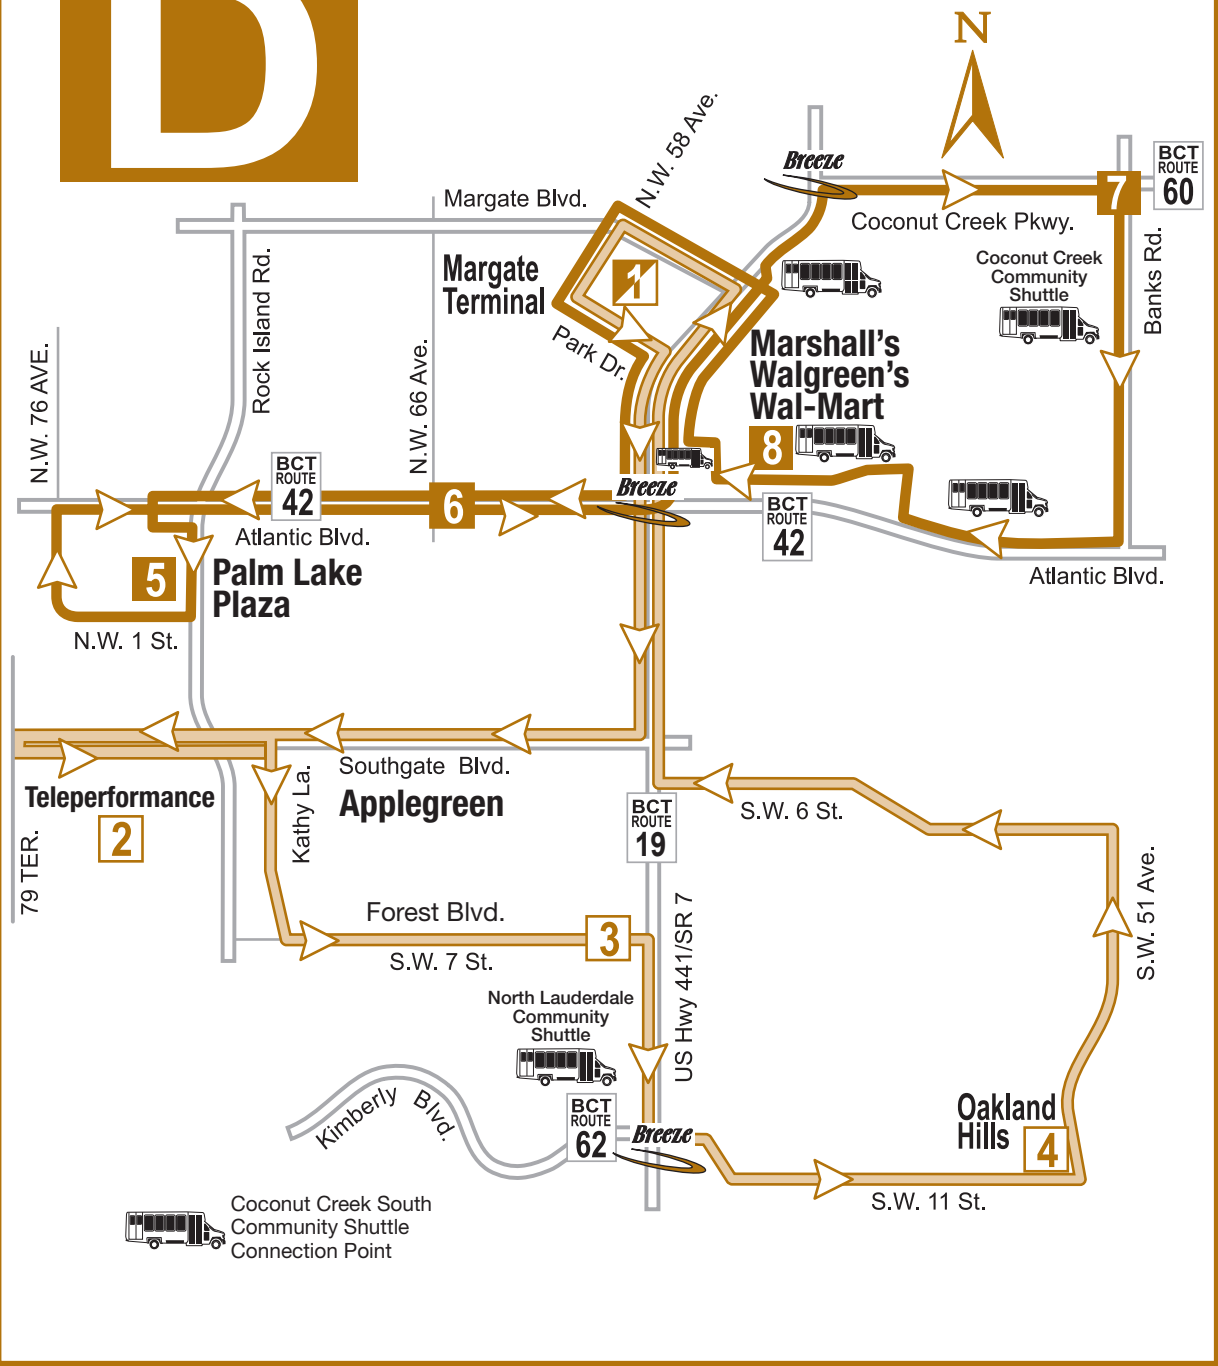 D
N
N.W. 58 Ave.
Breeze
BCT
ROUTE
60
7
Margate Blvd.
Coconut Creek Pkwy.
Rock Island Rd.
Margate
Terminal
1
Coconut Creek
Community
Shuttle
Banks Rd.
Park Dr.
Marshall's
Walgreen's
Wal-Mart
8
N.W. 76 AVE.
N.W. 66 Ave.
BCT
ROUTE
42
6
Breeze
BCT
ROUTE
42
Atlantic Blvd.
Atlantic Blvd.
5
Palm Lake
Plaza
N.W. 1 St.
Southgate Blvd.
Teleperformance
2
Kathy La.
Applegreen
BCT
ROUTE
19
S.W. 6 St.
79 TER.
S.W. 51 Ave.
Forest Blvd.
3
S.W. 7 St.
US Hwy 441/SR 7
North Lauderdale
Community
Shuttle
Kimberly Blvd.
BCT
ROUTE
62
Breeze
Oakland
Hills
4
S.W. 11 St.
Coconut Creek South
Community Shuttle
Connection Point